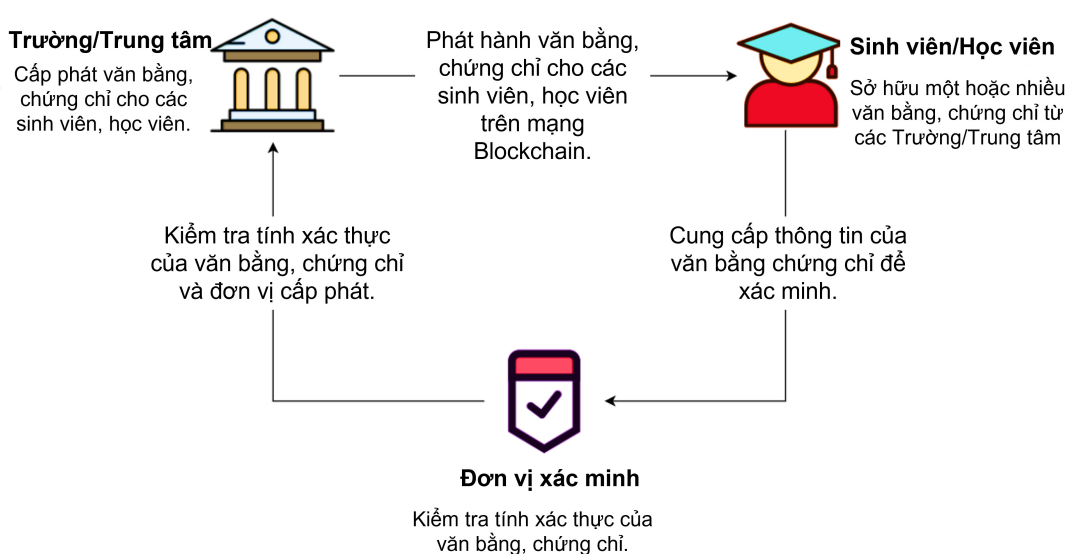 Trường/Trung tâm
Cấp phát văn bằng,
chứng chỉ cho các
sinh viên, học viên.
Phát hành văn bằng,
chứng chỉ cho các
sinh viên, học viên
trên mạng
Blockchain.
Sinh viên/Học viên
Sở hữu một hoặc nhiều
văn bằng, chứng chỉ từ
các Trường/Trung tâm
Kiểm tra tính xác thực
của văn bằng, chứng chỉ
và đơn vị cấp phát.
Cung cấp thông tin của
văn bằng chứng chỉ để
xác minh.
Đơn vị xác minh
Kiểm tra tính xác thực của
văn bằng, chứng chỉ.